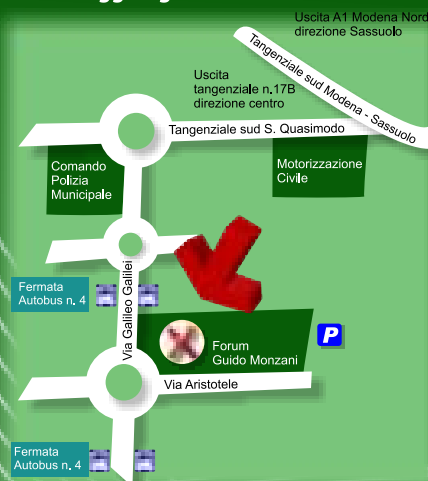 Uscita A1 Modena Nord
direzione Sassuolo
Tangenziale sud Modena - Sassuolo
Uscita
tangenziale n.17B
direzione centro
Tangenziale sud S. Quasimodo
Comando
Polizia
Municipale
Motorizzazione
Civile
Via Galileo Galilei
Fermata
Autobus n. 4
P
Forum
Guido Monzani
Via Aristotele
Fermata
Autobus n. 4